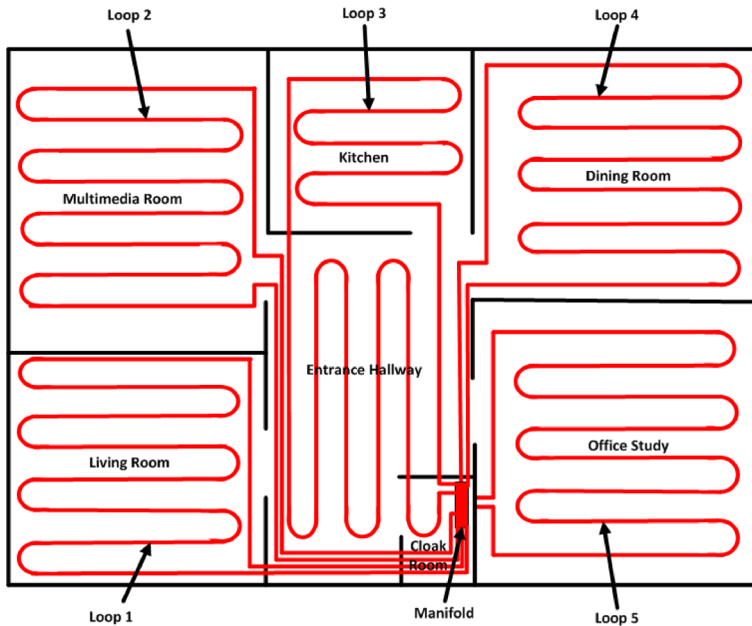 Loop 2
Loop 3
Loop 4
Kitchen
Multimedia Room
Dining Room
Entrance Hallway
Living Room
Office Study
Cloak
Room
Loop 1
Manifold
Loop 5